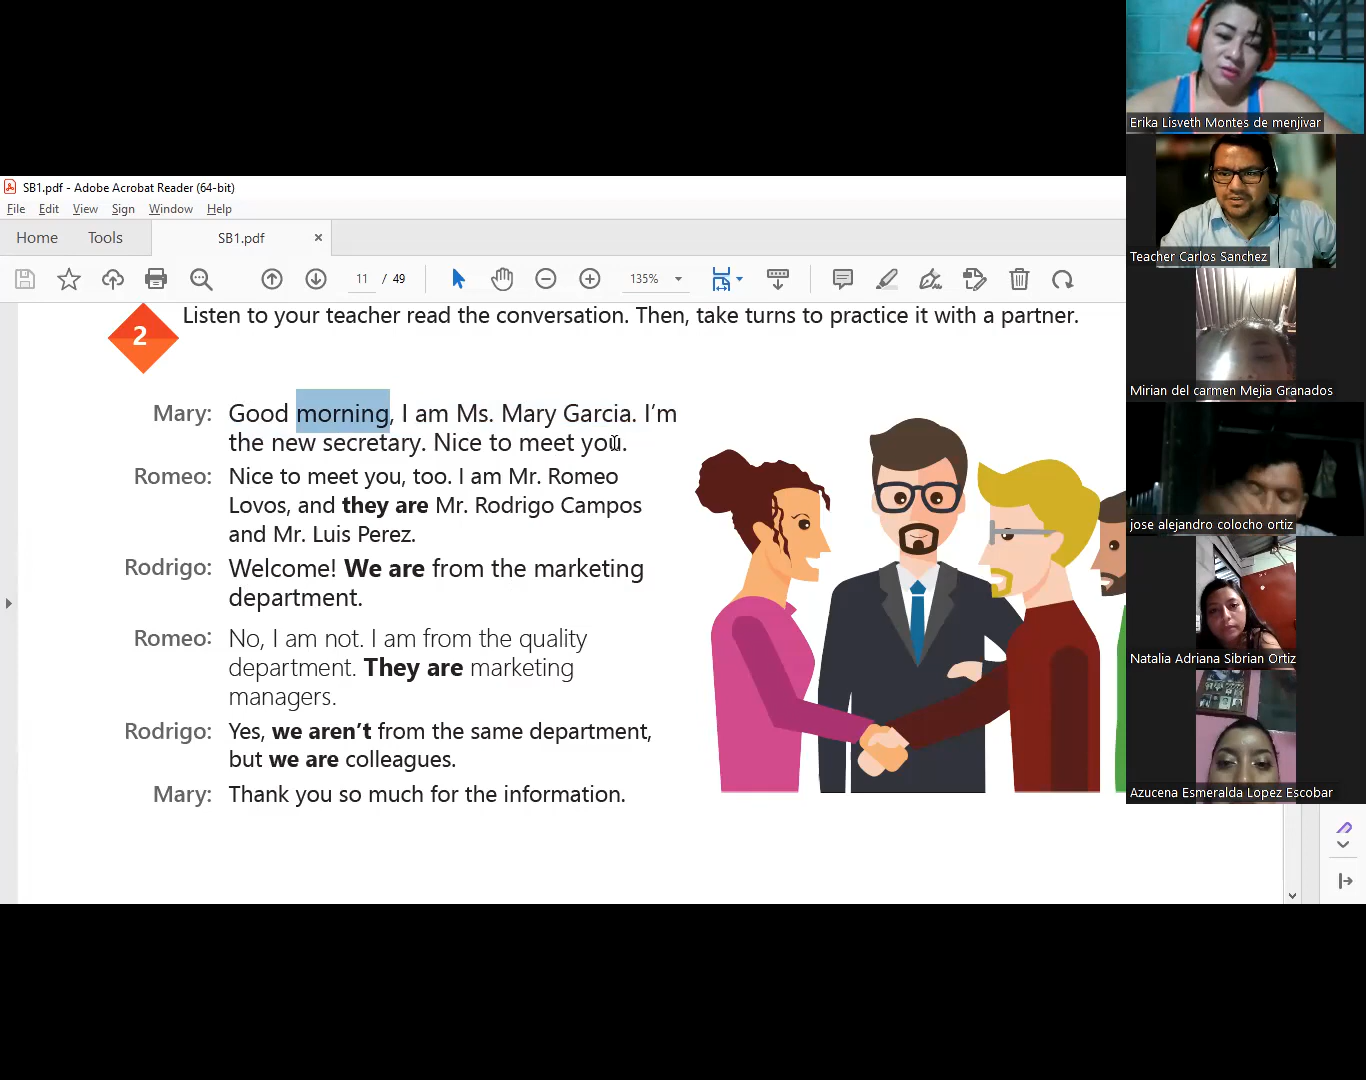 SB1.pdf - Adobe Acrobat Reader (64-bit)
File Edit View Sign Window Help
Home Tools SB1.pdf ×
11 / 49 135%
2 Listen to your teacher read the conversation. Then, take turns to practice it with a partner.
Mary: Good morning, I am Ms. Mary Garcia. I'm
the new secretary. Nice to meet you.
Romeo: Nice to meet you, too. I am Mr. Romeo
Lovos, and they are Mr. Rodrigo Campos
and Mr. Luis Perez.
Rodrigo: Welcome! We are from the marketing
department.
Romeo: No, I am not. I am from the quality
department. They are marketing
managers.
Rodrigo: Yes, we aren't from the same department,
but we are colleagues.
Mary: Thank you so much for the information.
Erika Lisveth Montes de menjivar
Teacher Carlos Sanchez
Mirian del carmen Mejia Granados
jose alejandro colocho ortiz
Natalia Adriana Sibrian Ortiz
Azucena Esmeralda Lopez Escobar